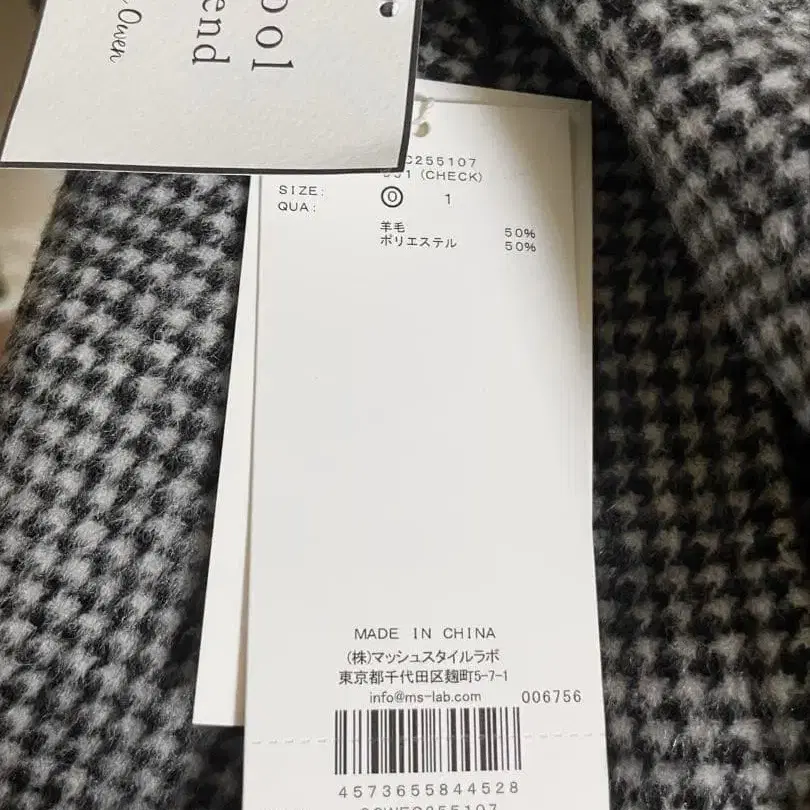 ool
end
Owen
C255107
001 (CHECK)
SIZE: 0 1
QUA:
羊毛 50%
ポリエステル 50%
MADE IN CHINA
(株)マッシュスタイルラボ
東京都千代田区麹町5-7-1
info@ms-lab.com 006756
4573655844528